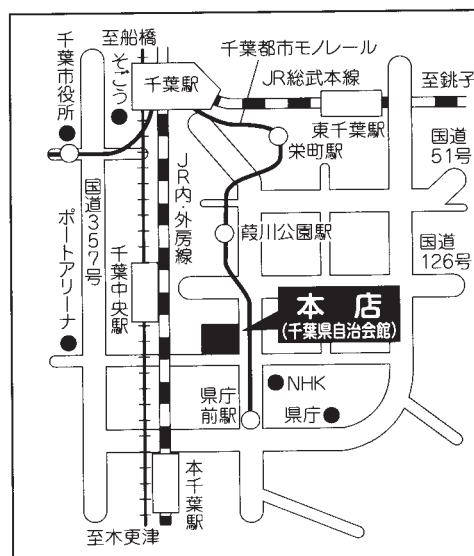 至船橋
そごう
千葉市役所
千葉駅
千葉都市モノレール
JR総武本線
至銚子
東千葉駅
栄町駅
国道
51号
国道357号
JR内・外房線
葭川公園駅
国道
126号
ポートアリーナ
千葉中央駅
本店
(千葉県自治会館)
県庁
前駅
NHK
県庁
本千葉駅
至木更津